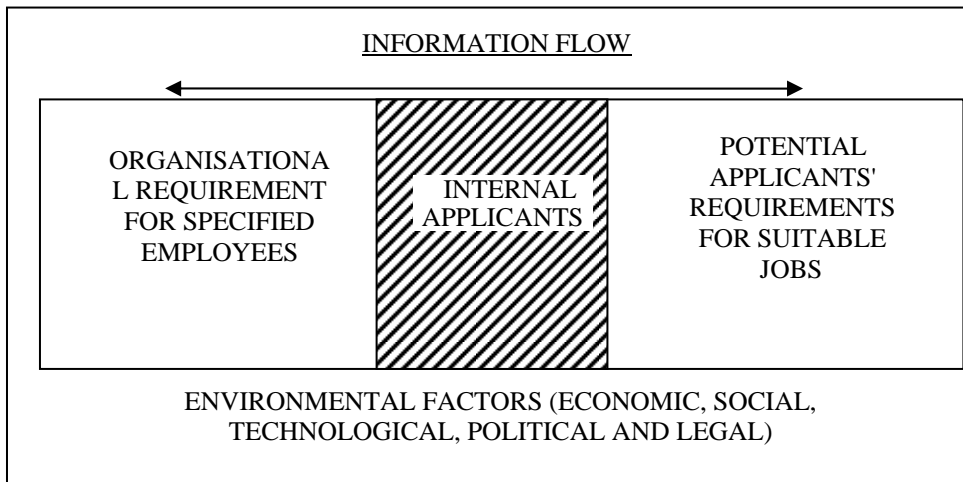 INFORMATION FLOW
ORGANISATIONA
L REQUIREMENT
FOR SPECIFIED
EMPLOYEES
INTERNAL
APPLICANTS
POTENTIAL
APPLICANTS'
REQUIREMENTS
FOR SUITABLE
JOBS
ENVIRONMENTAL FACTORS (ECONOMIC, SOCIAL,
TECHNOLOGICAL, POLITICAL AND LEGAL)